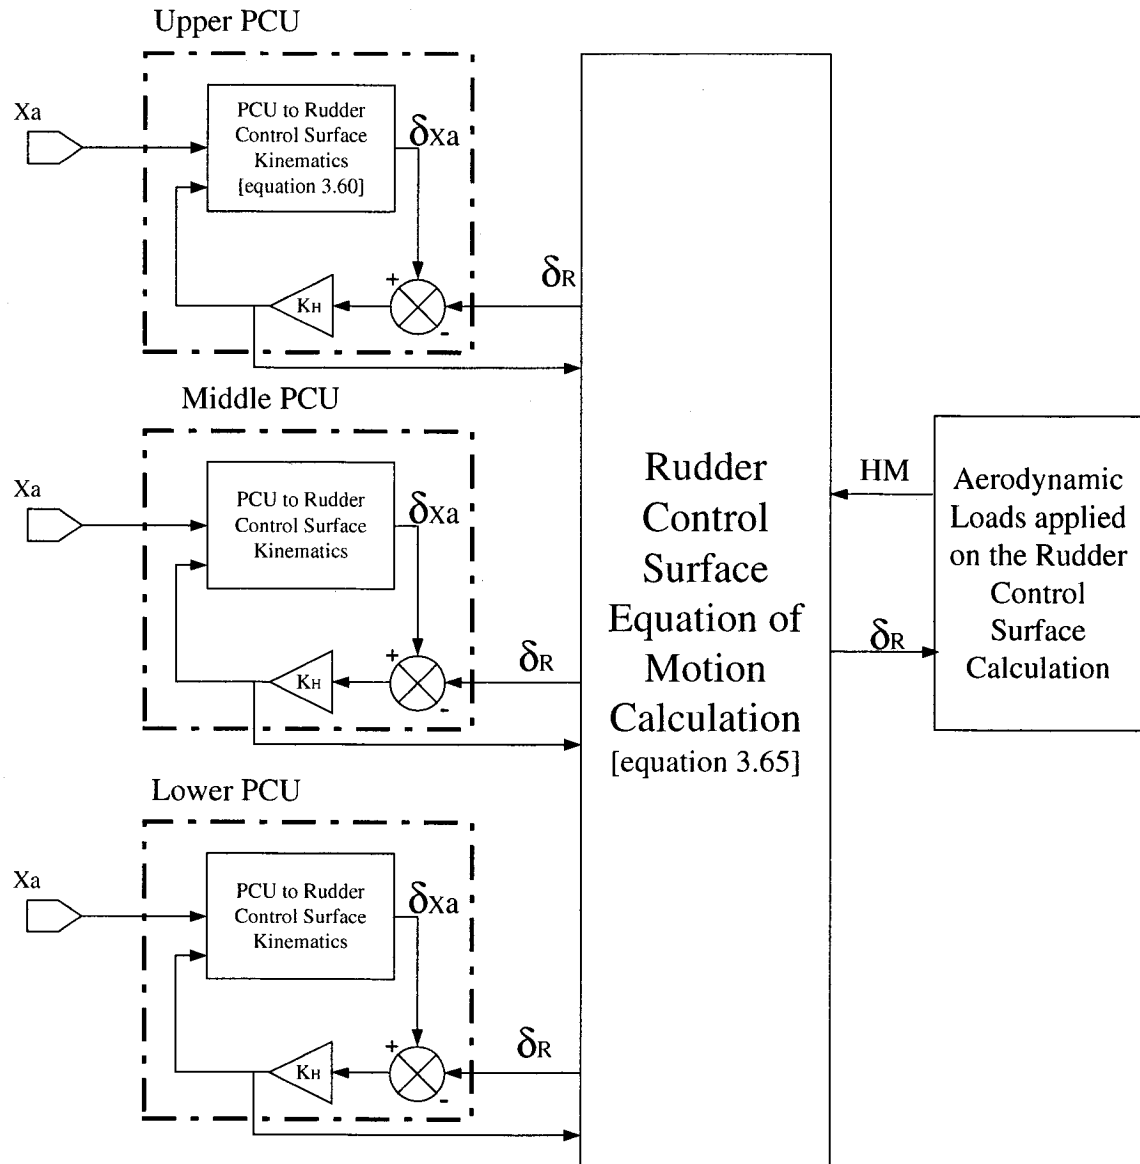 Upper PCU
Xa
PCU to Rudder
Control Surface
Kinematics
[equation 3.60]
δXa
+
KH
-
δR
Middle PCU
Xa
PCU to Rudder
Control Surface
Kinematics
δXa
+
KH
-
δR
Lower PCU
Xa
PCU to Rudder
Control Surface
Kinematics
δXa
+
KH
-
δR
Rudder
Control
Surface
Equation of
Motion
Calculation
[equation 3.65]
HM
δR
Aerodynamic
Loads applied
on the Rudder
Control
Surface
Calculation